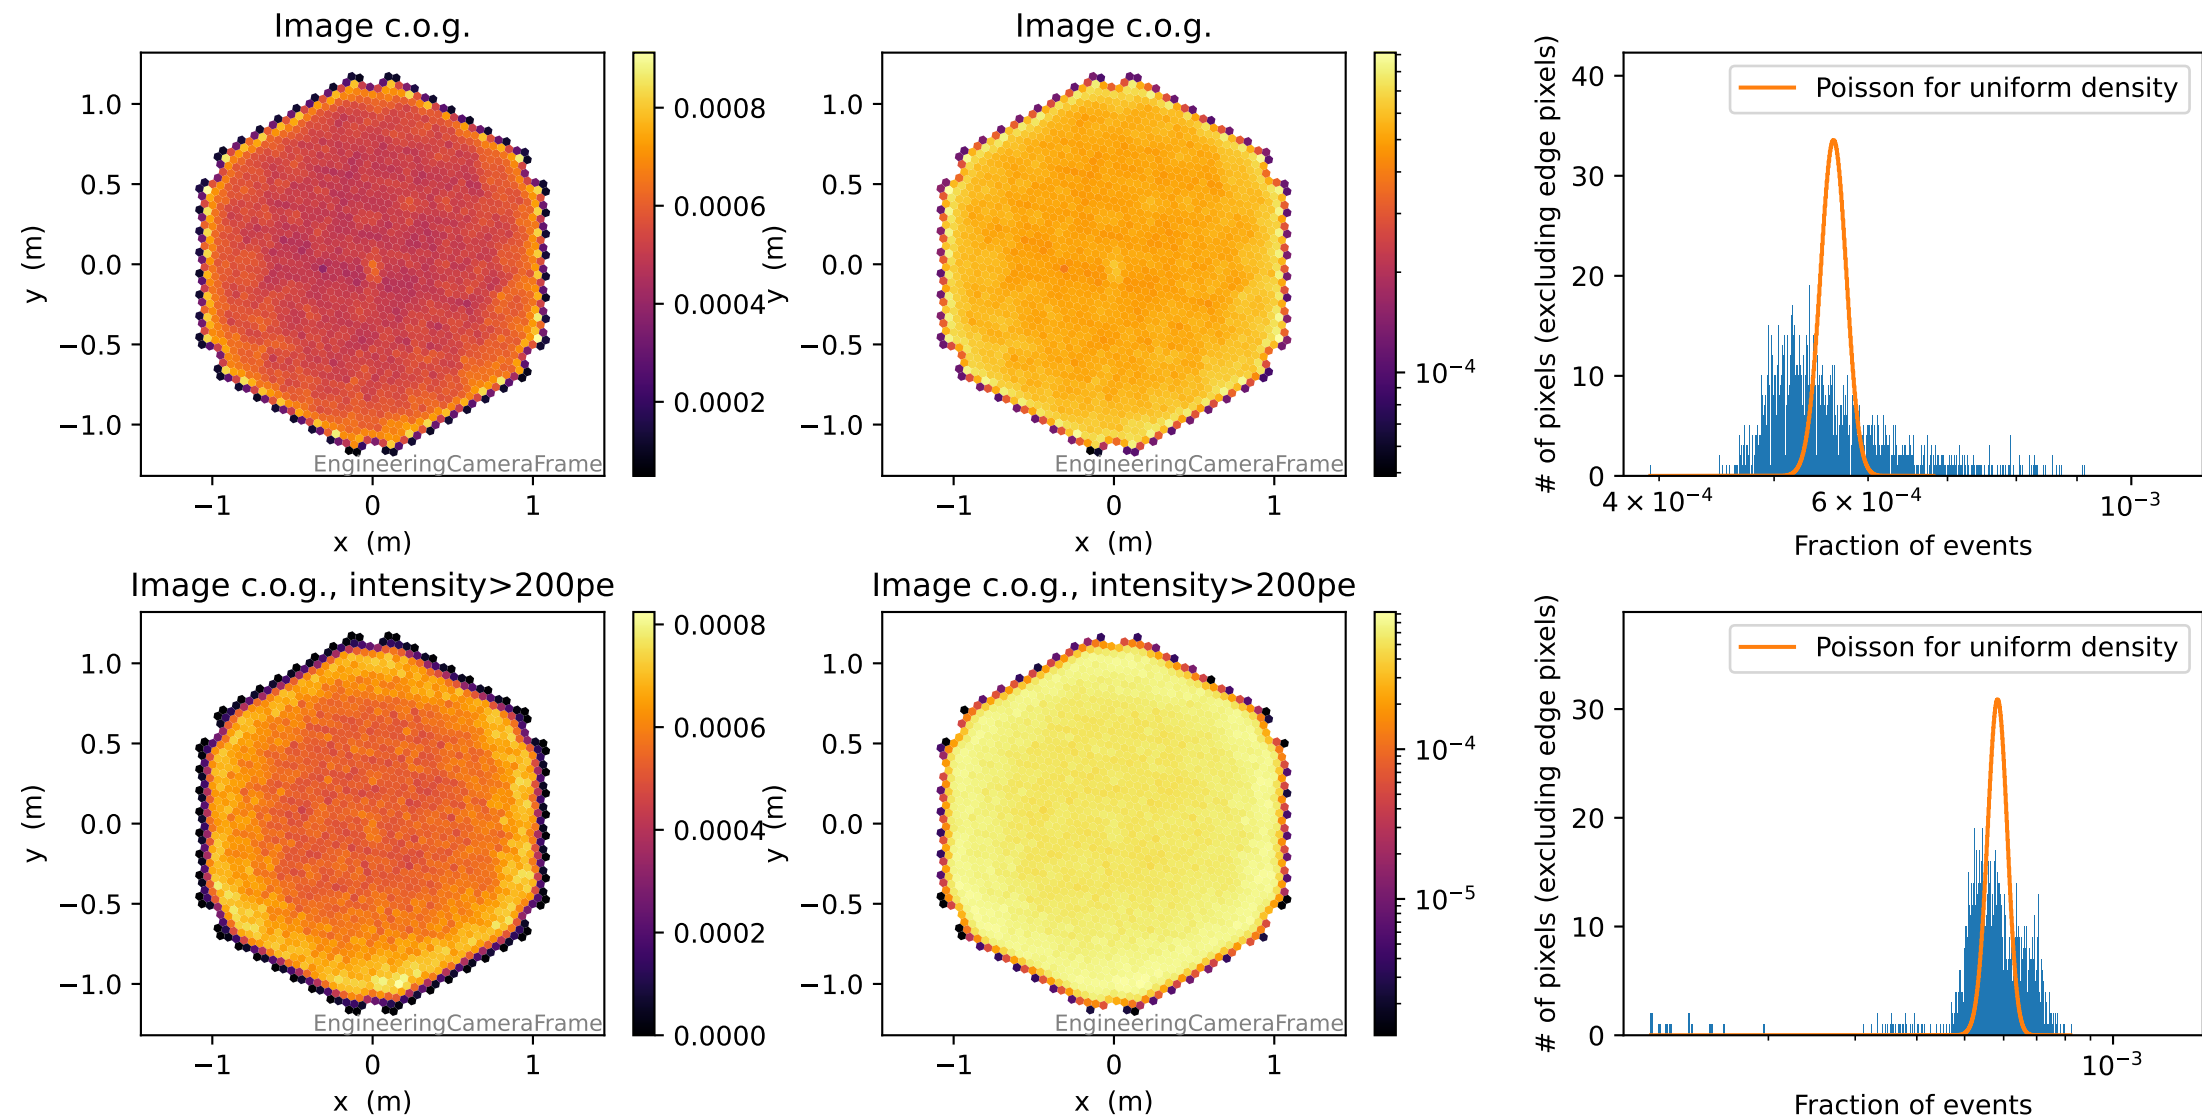 Image c.o.g.
1.0
0.5
0.0
−0.5
−1.0
y (m)
−1
0
1
x (m)
EngineeringCameraFrame
0.0008
0.0006
0.0004
0.0002
Image c.o.g.
1.0
0.5
0.0
−0.5
−1.0
y (m)
−1
0
1
x (m)
EngineeringCameraFrame
10⁻⁴
# of pixels (excluding edge pixels)
40
30
20
10
0
Poisson for uniform density
4 × 10⁻⁴
6 × 10⁻⁴
10⁻³
Fraction of events
Image c.o.g., intensity>200pe
1.0
0.5
0.0
−0.5
−1.0
y (m)
−1
0
1
x (m)
EngineeringCameraFrame
0.0008
0.0006
0.0004
0.0002
0.0000
Image c.o.g., intensity>200pe
1.0
0.5
0.0
−0.5
−1.0
y (m)
−1
0
1
x (m)
EngineeringCameraFrame
10⁻⁴
10⁻⁵
# of pixels (excluding edge pixels)
30
20
10
0
Poisson for uniform density
10⁻³
Fraction of events